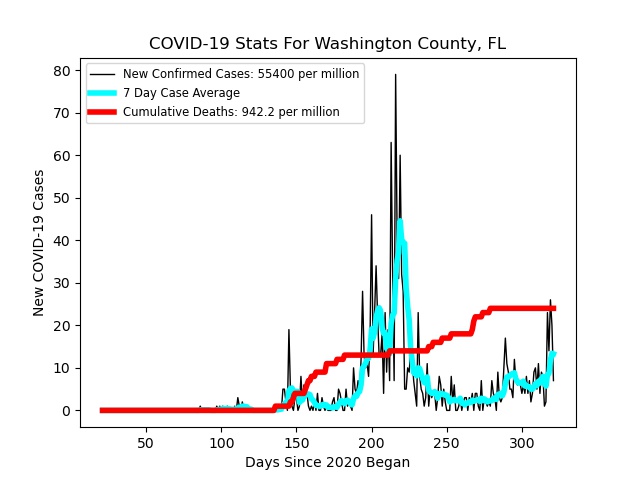 COVID-19 Stats For Washington County, FL
New Confirmed Cases: 55400 per million
7 Day Case Average
Cumulative Deaths: 942.2 per million
New COVID-19 Cases
80
70
60
50
40
30
20
10
0
50 100 150 200 250 300
Days Since 2020 Began